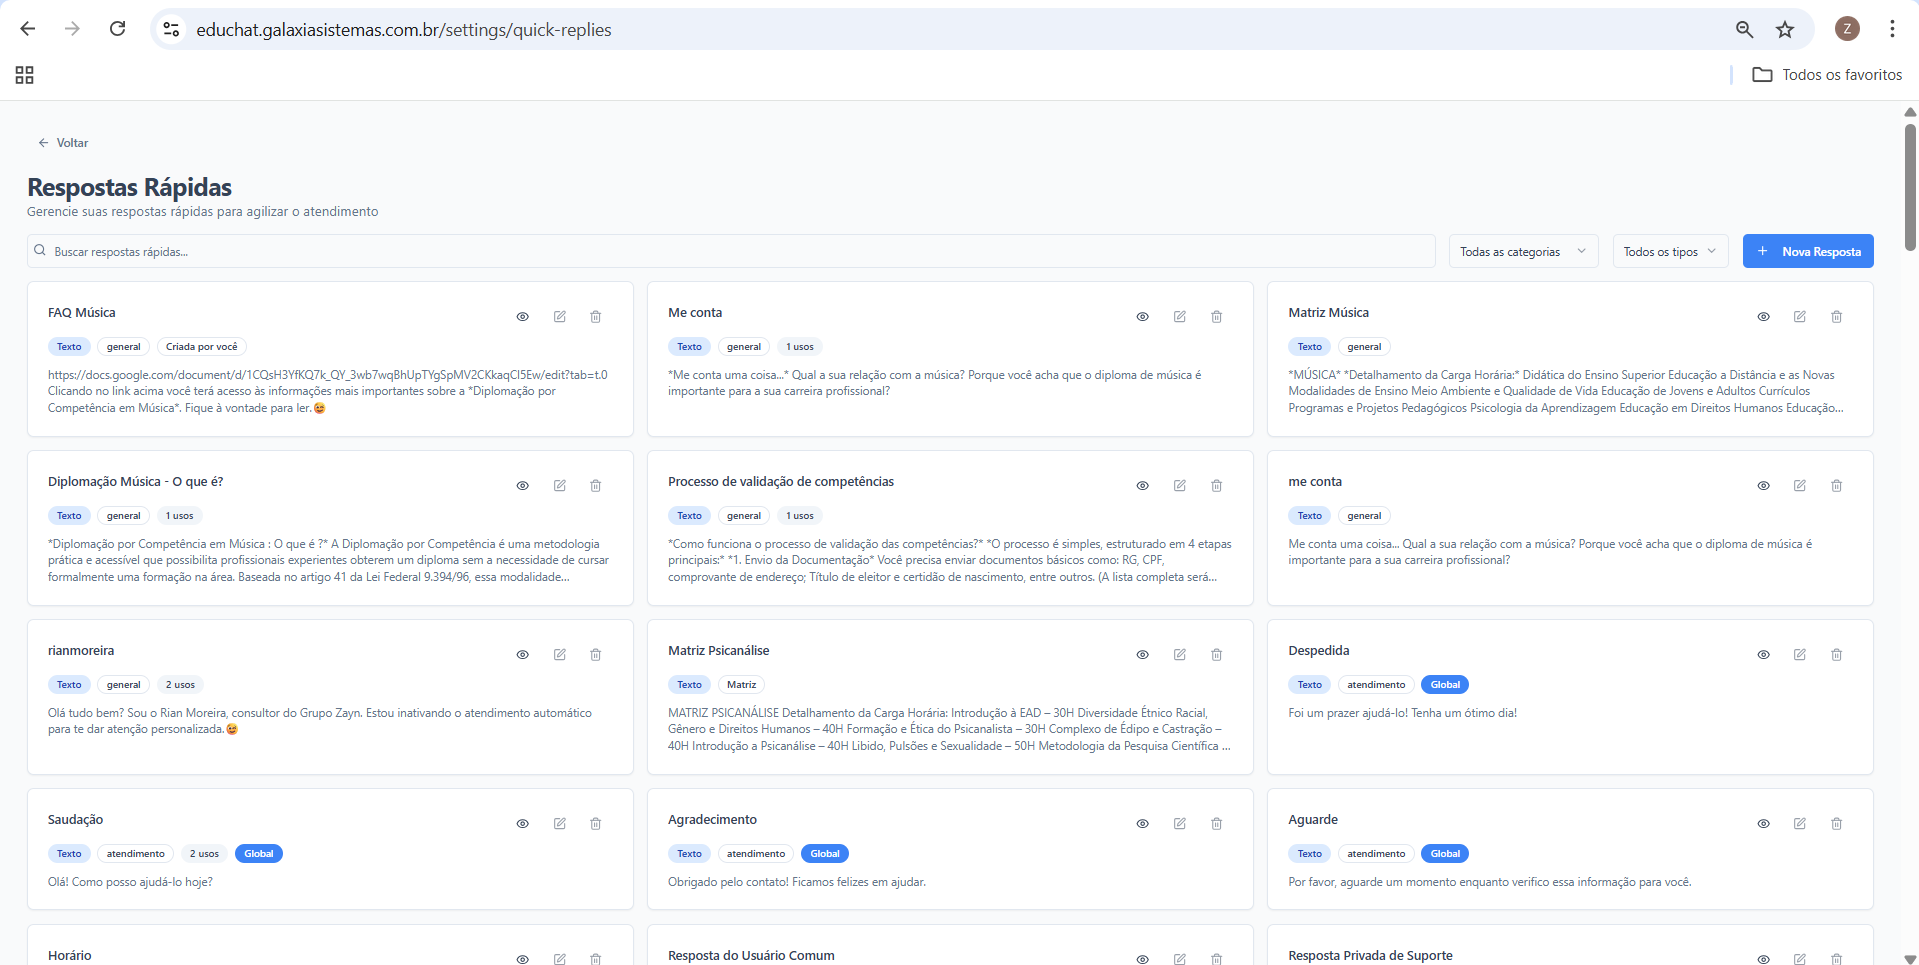 educhat.galaxiasistemas.com.br/settings/quick-replies
Z
Todos os favoritos
Voltar
Respostas Rápidas
Gerencie suas respostas rápidas para agilizar o atendimento
Buscar respostas rápidas...
Todas as categorias
Todos os tipos
+ Nova Resposta
FAQ Música
Texto general Criada por você
https://docs.google.com/document/d/1CQsH3YfKQ7k_QY_3wb7wqBhUpTYgSpMV2CKkaqCl5Ew/edit?tab=t.0
Clicando no link acima você terá acesso às informações mais importantes sobre a *Diplomação por
Competência em Música*. Fique à vontade para ler.😉
Me conta
Texto general 1 usos
*Me conta uma coisa...* Qual a sua relação com a música? Porque você acha que o diploma de música é
importante para a sua carreira profissional?
Matriz Música
Texto general
*MÚSICA* *Detalhamento da Carga Horária:* Didática do Ensino Superior Educação a Distância e as Novas
Modalidades de Ensino Meio Ambiente e Qualidade de Vida Educação de Jovens e Adultos Currículos
Programas e Projetos Pedagógicos Psicologia da Aprendizagem Educação em Direitos Humanos Educação...
Diplomação Música - O que é?
Texto general 1 usos
*Diplomação por Competência em Música : O que é ?* A Diplomação por Competência é uma metodologia
prática e acessível que possibilita profissionais experientes obterem um diploma sem a necessidade de cursar
formalmente uma formação na área. Baseada no artigo 41 da Lei Federal 9.394/96, essa modalidade...
Processo de validação de competências
Texto general 1 usos
*Como funciona o processo de validação das competências?* *O processo é simples, estruturado em 4 etapas
principais:* *1. Envio da Documentação* Você precisa enviar documentos básicos como: RG, CPF,
comprovante de endereço; Título de eleitor e certidão de nascimento, entre outros. (A lista completa será...
me conta
Texto general
Me conta uma coisa... Qual a sua relação com a música? Porque você acha que o diploma de música é
importante para a sua carreira profissional?
rianmoreira
Texto general 2 usos
Olá tudo bem? Sou o Rian Moreira, consultor do Grupo Zayn. Estou inativando o atendimento automático
para te dar atenção personalizada.😉
Matriz Psicanálise
Texto Matriz
MATRIZ PSICANÁLISE Detalhamento da Carga Horária: Introdução à EAD – 30H Diversidade Étnico Racial,
Gênero e Direitos Humanos – 40H Formação e Ética do Psicanalista – 30H Complexo de Édipo e Castração –
40H Introdução a Psicanálise – 40H Libido, Pulsões e Sexualidade – 50H Metodologia da Pesquisa Científica ...
Despedida
Texto atendimento Global
Foi um prazer ajudá-lo! Tenha um ótimo dia!
Saudação
Texto atendimento 2 usos Global
Olá! Como posso ajudá-lo hoje?
Agradecimento
Texto atendimento Global
Obrigado pelo contato! Ficamos felizes em ajudar.
Aguarde
Texto atendimento Global
Por favor, aguarde um momento enquanto verifico essa informação para você.
Horário
Resposta do Usuário Comum
Resposta Privada de Suporte